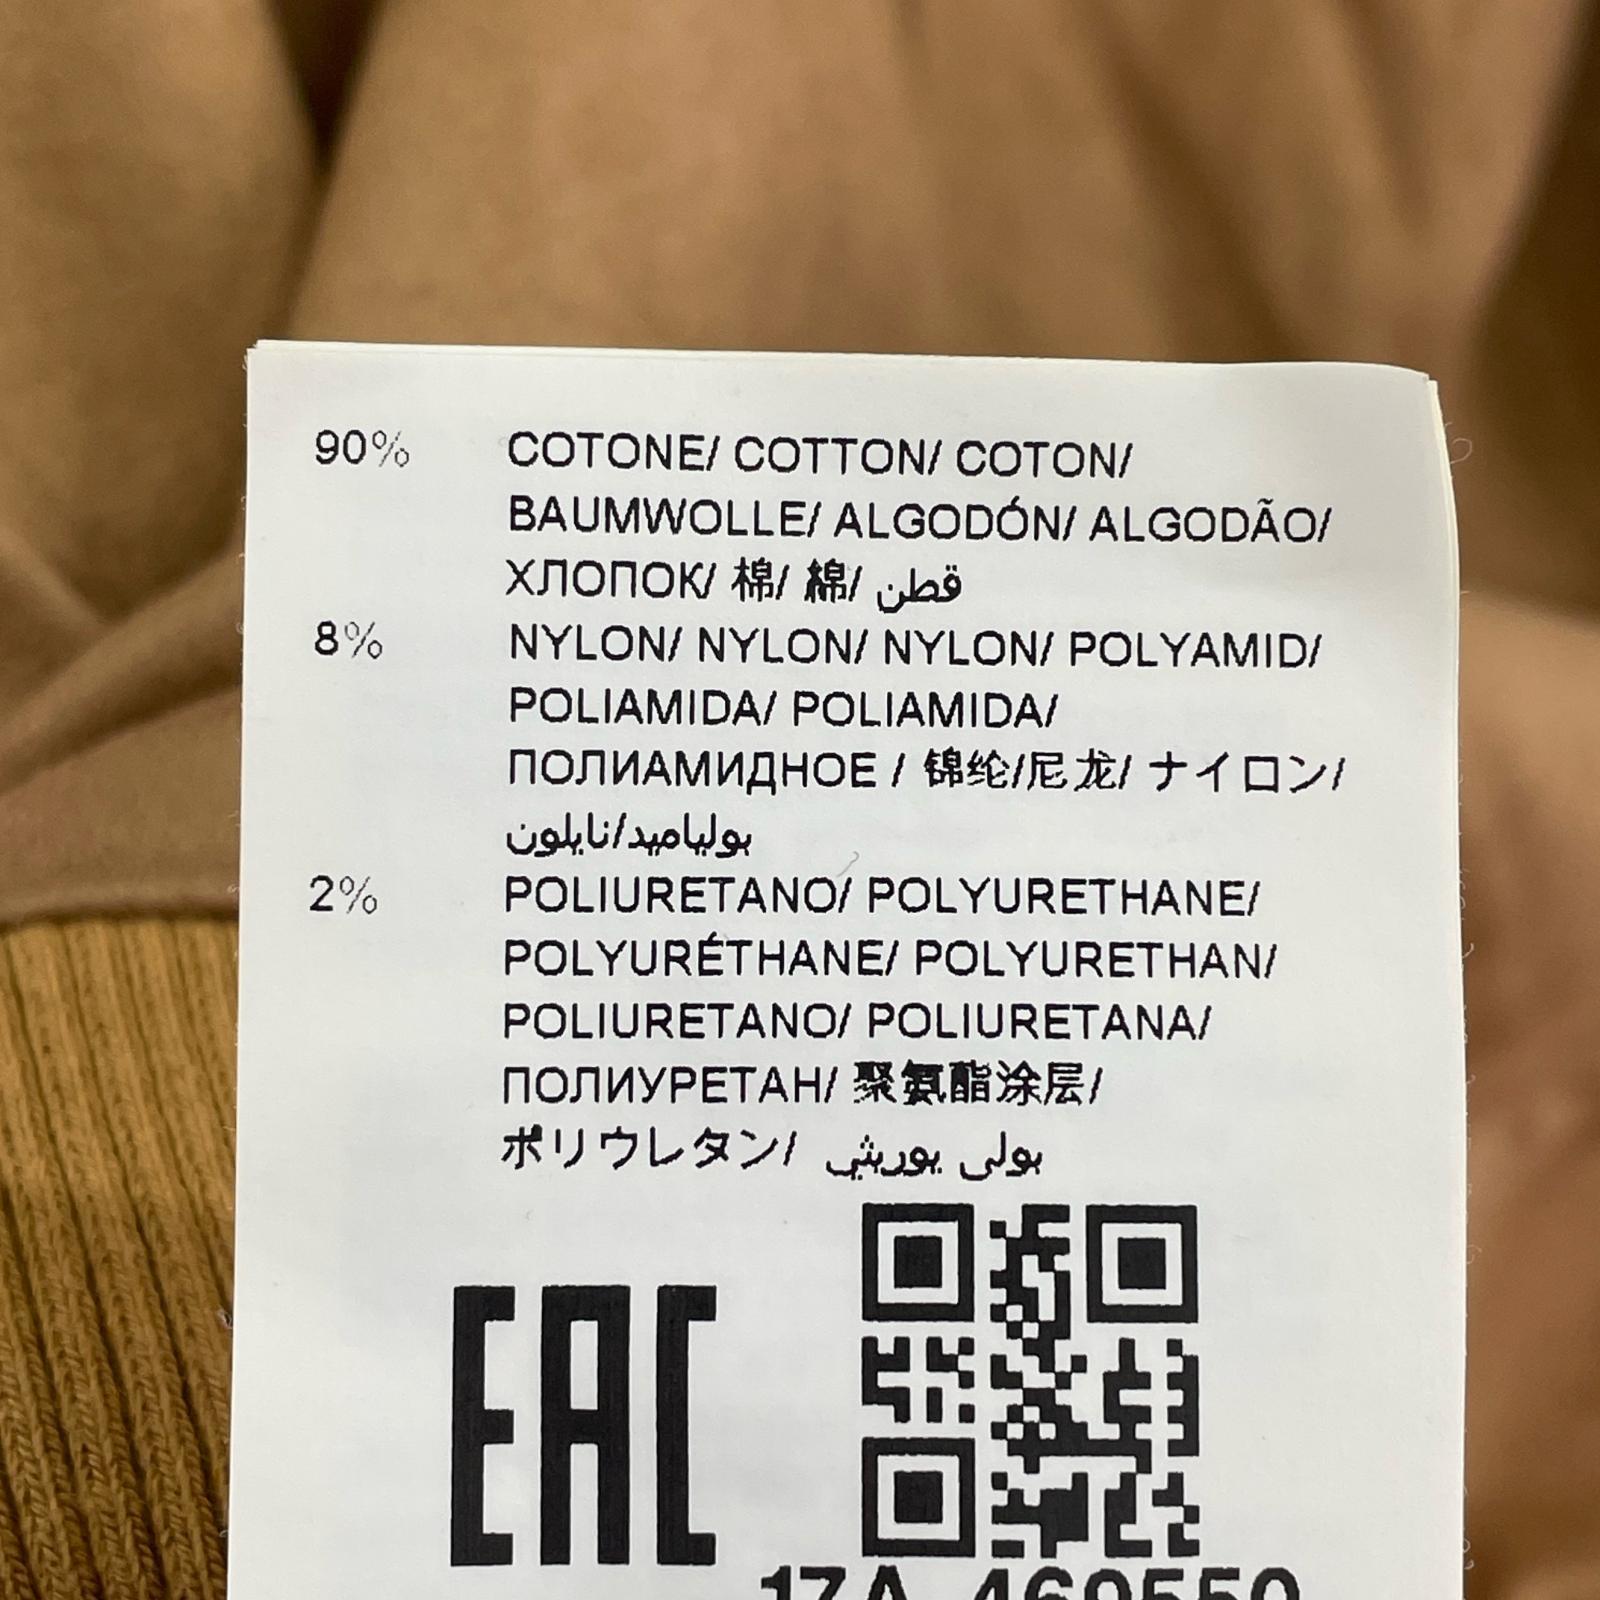 90% COTONE/ COTTON/ COTON/
BAUMWOLLE/ ALGODÓN/ ALGODÃO/
ХЛОПОК/ 棉/ 綿/ قطن
8% NYLON/ NYLON/ NYLON/ POLYAMID/
POLIAMIDA/ POLIAMIDA/
ПОЛИАМИДНОЕ / 锦纶/尼龙/ ナイロン/
بولياميد/نايلون
2% POLIURETANO/ POLYURETHANE/
POLYURÉTHANE/ POLYURETHAN/
POLIURETANO/ POLIURETANA/
ПОЛИУРЕТАН/ 聚氨酯涂层/
ポリウレタン/ بولى يوريثي
EAC